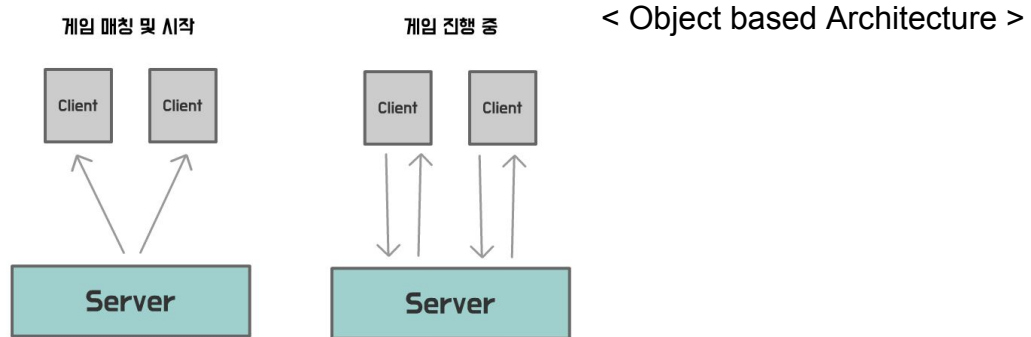 게임 매칭 및 시작
Client
Client
Server
게임 진행 중
Client
Client
Server
< Object based Architecture >